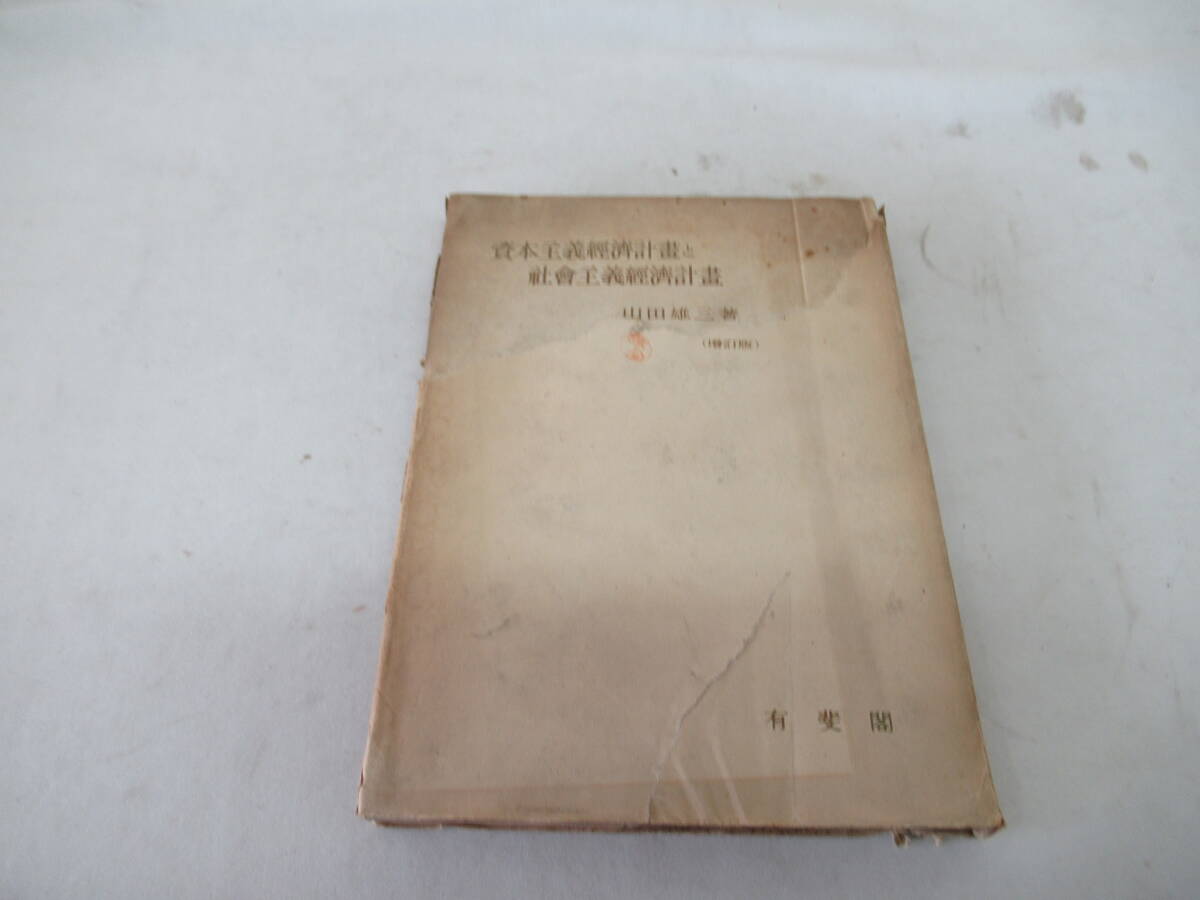 資本主義經濟計畫と
社會主義經濟計畫
山田雄三著
(增訂版)
有斐閣